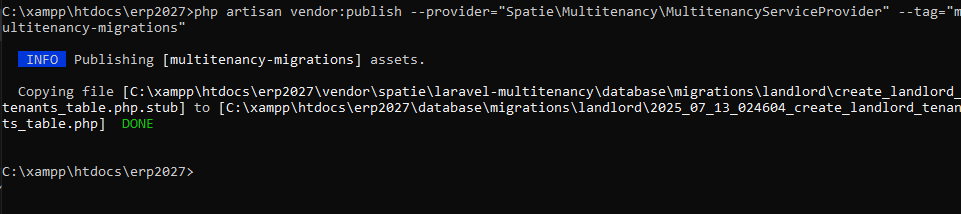 C:\xampp\htdocs\erp2027>php artisan vendor:publish --provider="Spatie\Multitenancy\MultitenancyServiceProvider" --tag="m
ultitenancy-migrations"
INFO  Publishing [multitenancy-migrations] assets.
Copying file [C:\xampp\htdocs\erp2027\vendor\spatie\laravel-multitenancy\database\migrations\landlord\create_landlord_
tenants_table.php.stub] to [C:\xampp\htdocs\erp2027\database\migrations\landlord\2025_07_13_024604_create_landlord_tenan
ts_table.php]  DONE
C:\xampp\htdocs\erp2027>